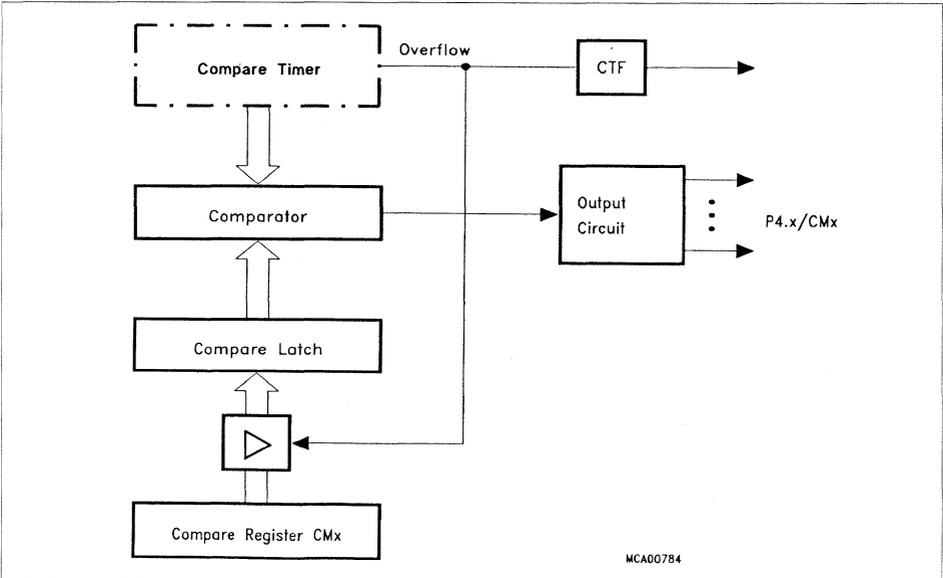 Overflow
Compare Timer
CTF
Comparator
Output
Circuit
P4.x/CMx
Compare Latch
Compare Register CMx
MCA00784